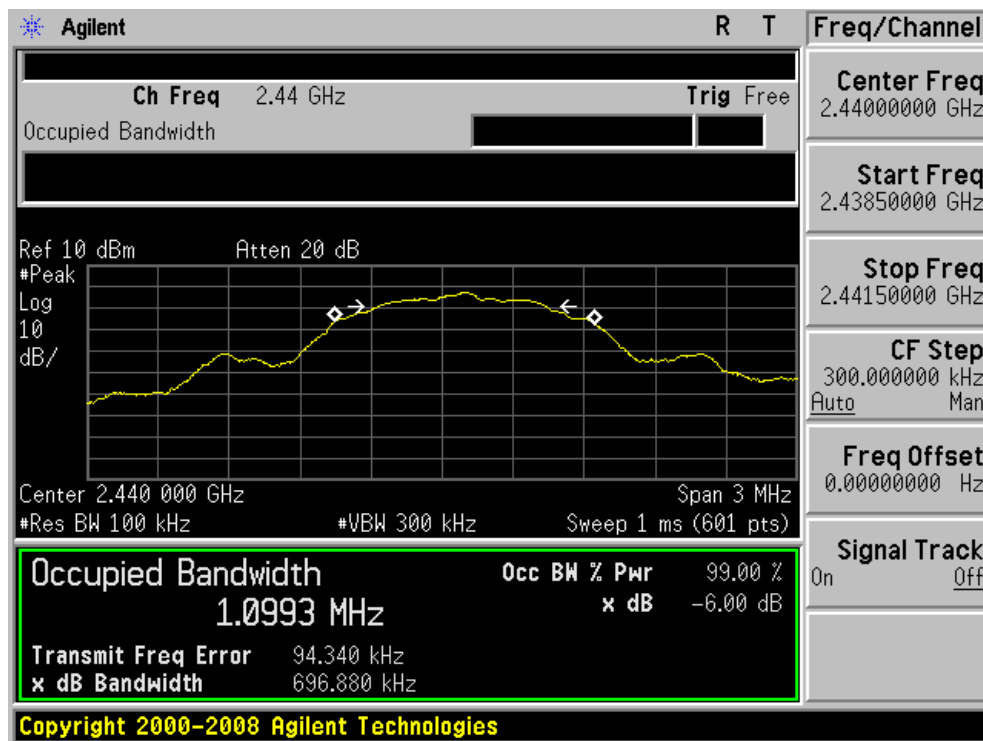 Agilent R T
Ch Freq 2.44 GHz Trig Free
Occupied Bandwidth
Ref 10 dBm Atten 20 dB
#Peak
Log
10
dB/
Center 2.440 000 GHz Span 3 MHz
#Res BW 100 kHz #VBW 300 kHz Sweep 1 ms (601 pts)
Occupied Bandwidth
1.0993 MHz
Occ BW % Pwr 99.00 %
x dB -6.00 dB
Transmit Freq Error 94.340 kHz
x dB Bandwidth 696.880 kHz
Copyright 2000-2008 Agilent Technologies
Freq/Channel
Center Freq
2.44000000 GHz
Start Freq
2.43850000 GHz
Stop Freq
2.44150000 GHz
CF Step
300.000000 kHz
Auto Man
Freq Offset
0.00000000 Hz
Signal Track
On Off